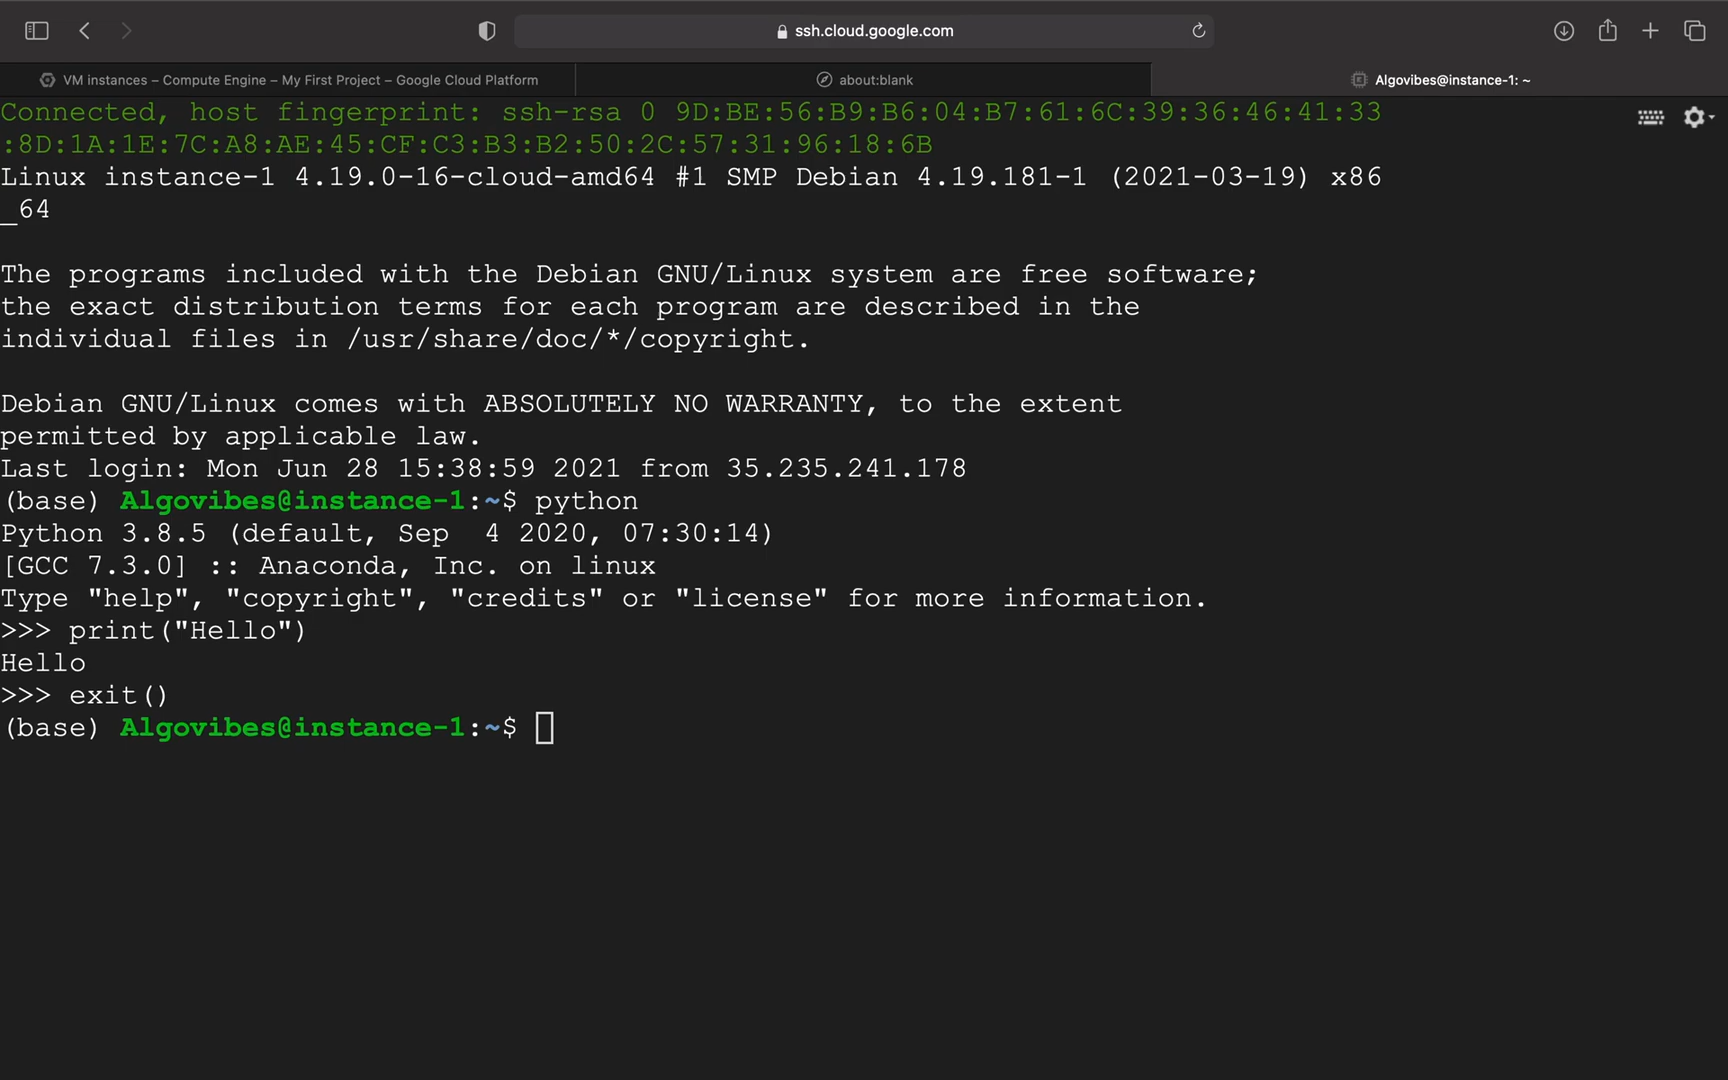 ssh.cloud.google.com
VM instances – Compute Engine – My First Project – Google Cloud Platform
about:blank
Algovibes@instance-1: ~
Connected, host fingerprint: ssh-rsa 0 9D:BE:56:B9:B6:04:B7:61:6C:39:36:46:41:33
:8D:1A:1E:7C:A8:AE:45:CF:C3:B3:B2:50:2C:57:31:96:18:6B
Linux instance-1 4.19.0-16-cloud-amd64 #1 SMP Debian 4.19.181-1 (2021-03-19) x86
_64
The programs included with the Debian GNU/Linux system are free software;
the exact distribution terms for each program are described in the
individual files in /usr/share/doc/*/copyright.
Debian GNU/Linux comes with ABSOLUTELY NO WARRANTY, to the extent
permitted by applicable law.
Last login: Mon Jun 28 15:38:59 2021 from 35.235.241.178
(base) Algovibes@instance-1:~$ python
Python 3.8.5 (default, Sep  4 2020, 07:30:14)
[GCC 7.3.0] :: Anaconda, Inc. on linux
Type "help", "copyright", "credits" or "license" for more information.
>>> print("Hello")
Hello
>>> exit()
(base) Algovibes@instance-1:~$